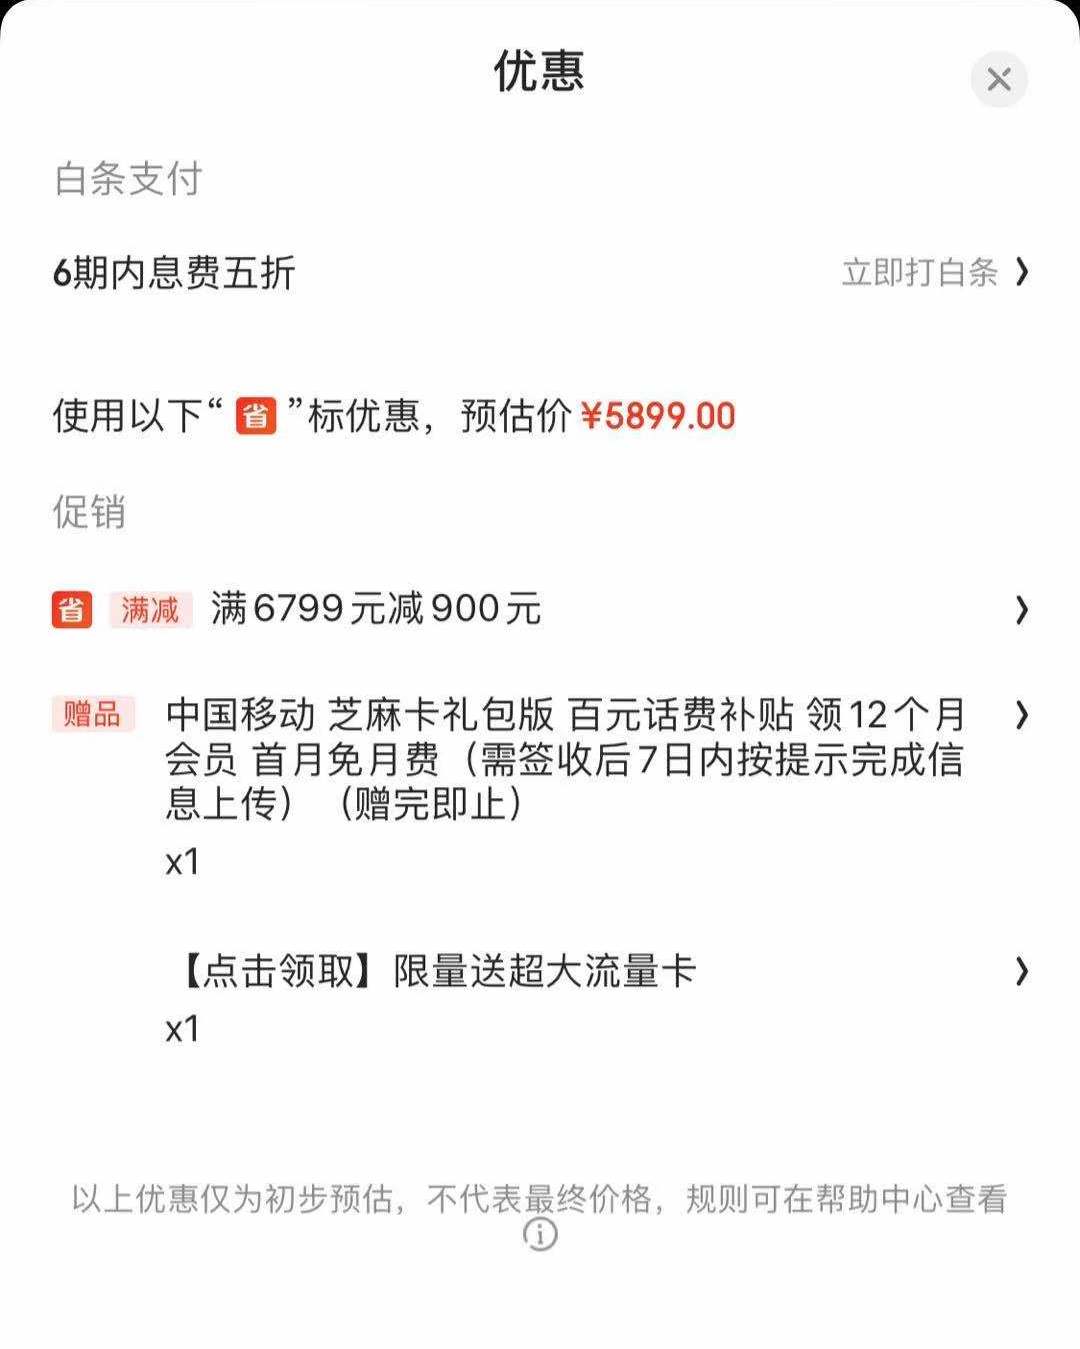 优惠
白条支付
6期内息费五折
立即打白条
使用以下“省”标优惠，预估价 ¥5899.00
促销
省 满减 满6799元减900元
赠品 中国移动 芝麻卡礼包版 百元话费补贴 领12个月
会员 首月免月费（需签收后7日内按提示完成信
息上传）（赠完即止）
x1
【点击领取】限量送超大流量卡
x1
以上优惠仅为初步预估，不代表最终价格，规则可在帮助中心查看